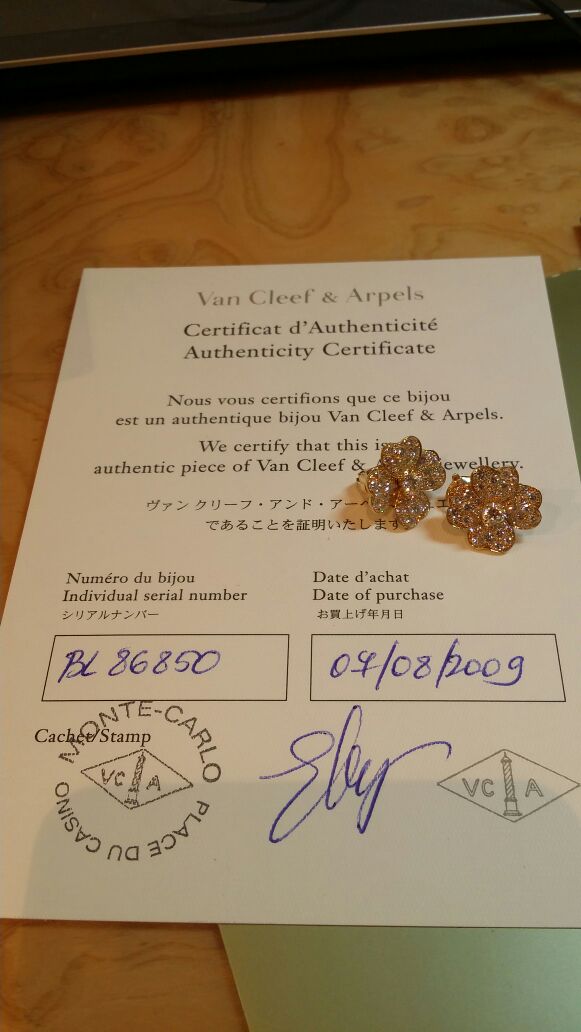 Van Cleef & Arpels
Certificat d'Authenticité
Authenticity Certificate
Nous vous certifions que ce bijou
est un authentique bijou Van Cleef & Arpels.
We certify that this is
authentic piece of Van Cleef & ewellery.
ヴァン クリーフ・アンド・アー
であることを証明いたします
Numéro du bijou
Individual serial number
シリアルナンバー
Date d'achat
Date of purchase
お買上げ年月日
BL 86850
07/08/2009
Cachet/Stamp
MONTE-CARLO
PLACE DU CASINO
VC A
VC A